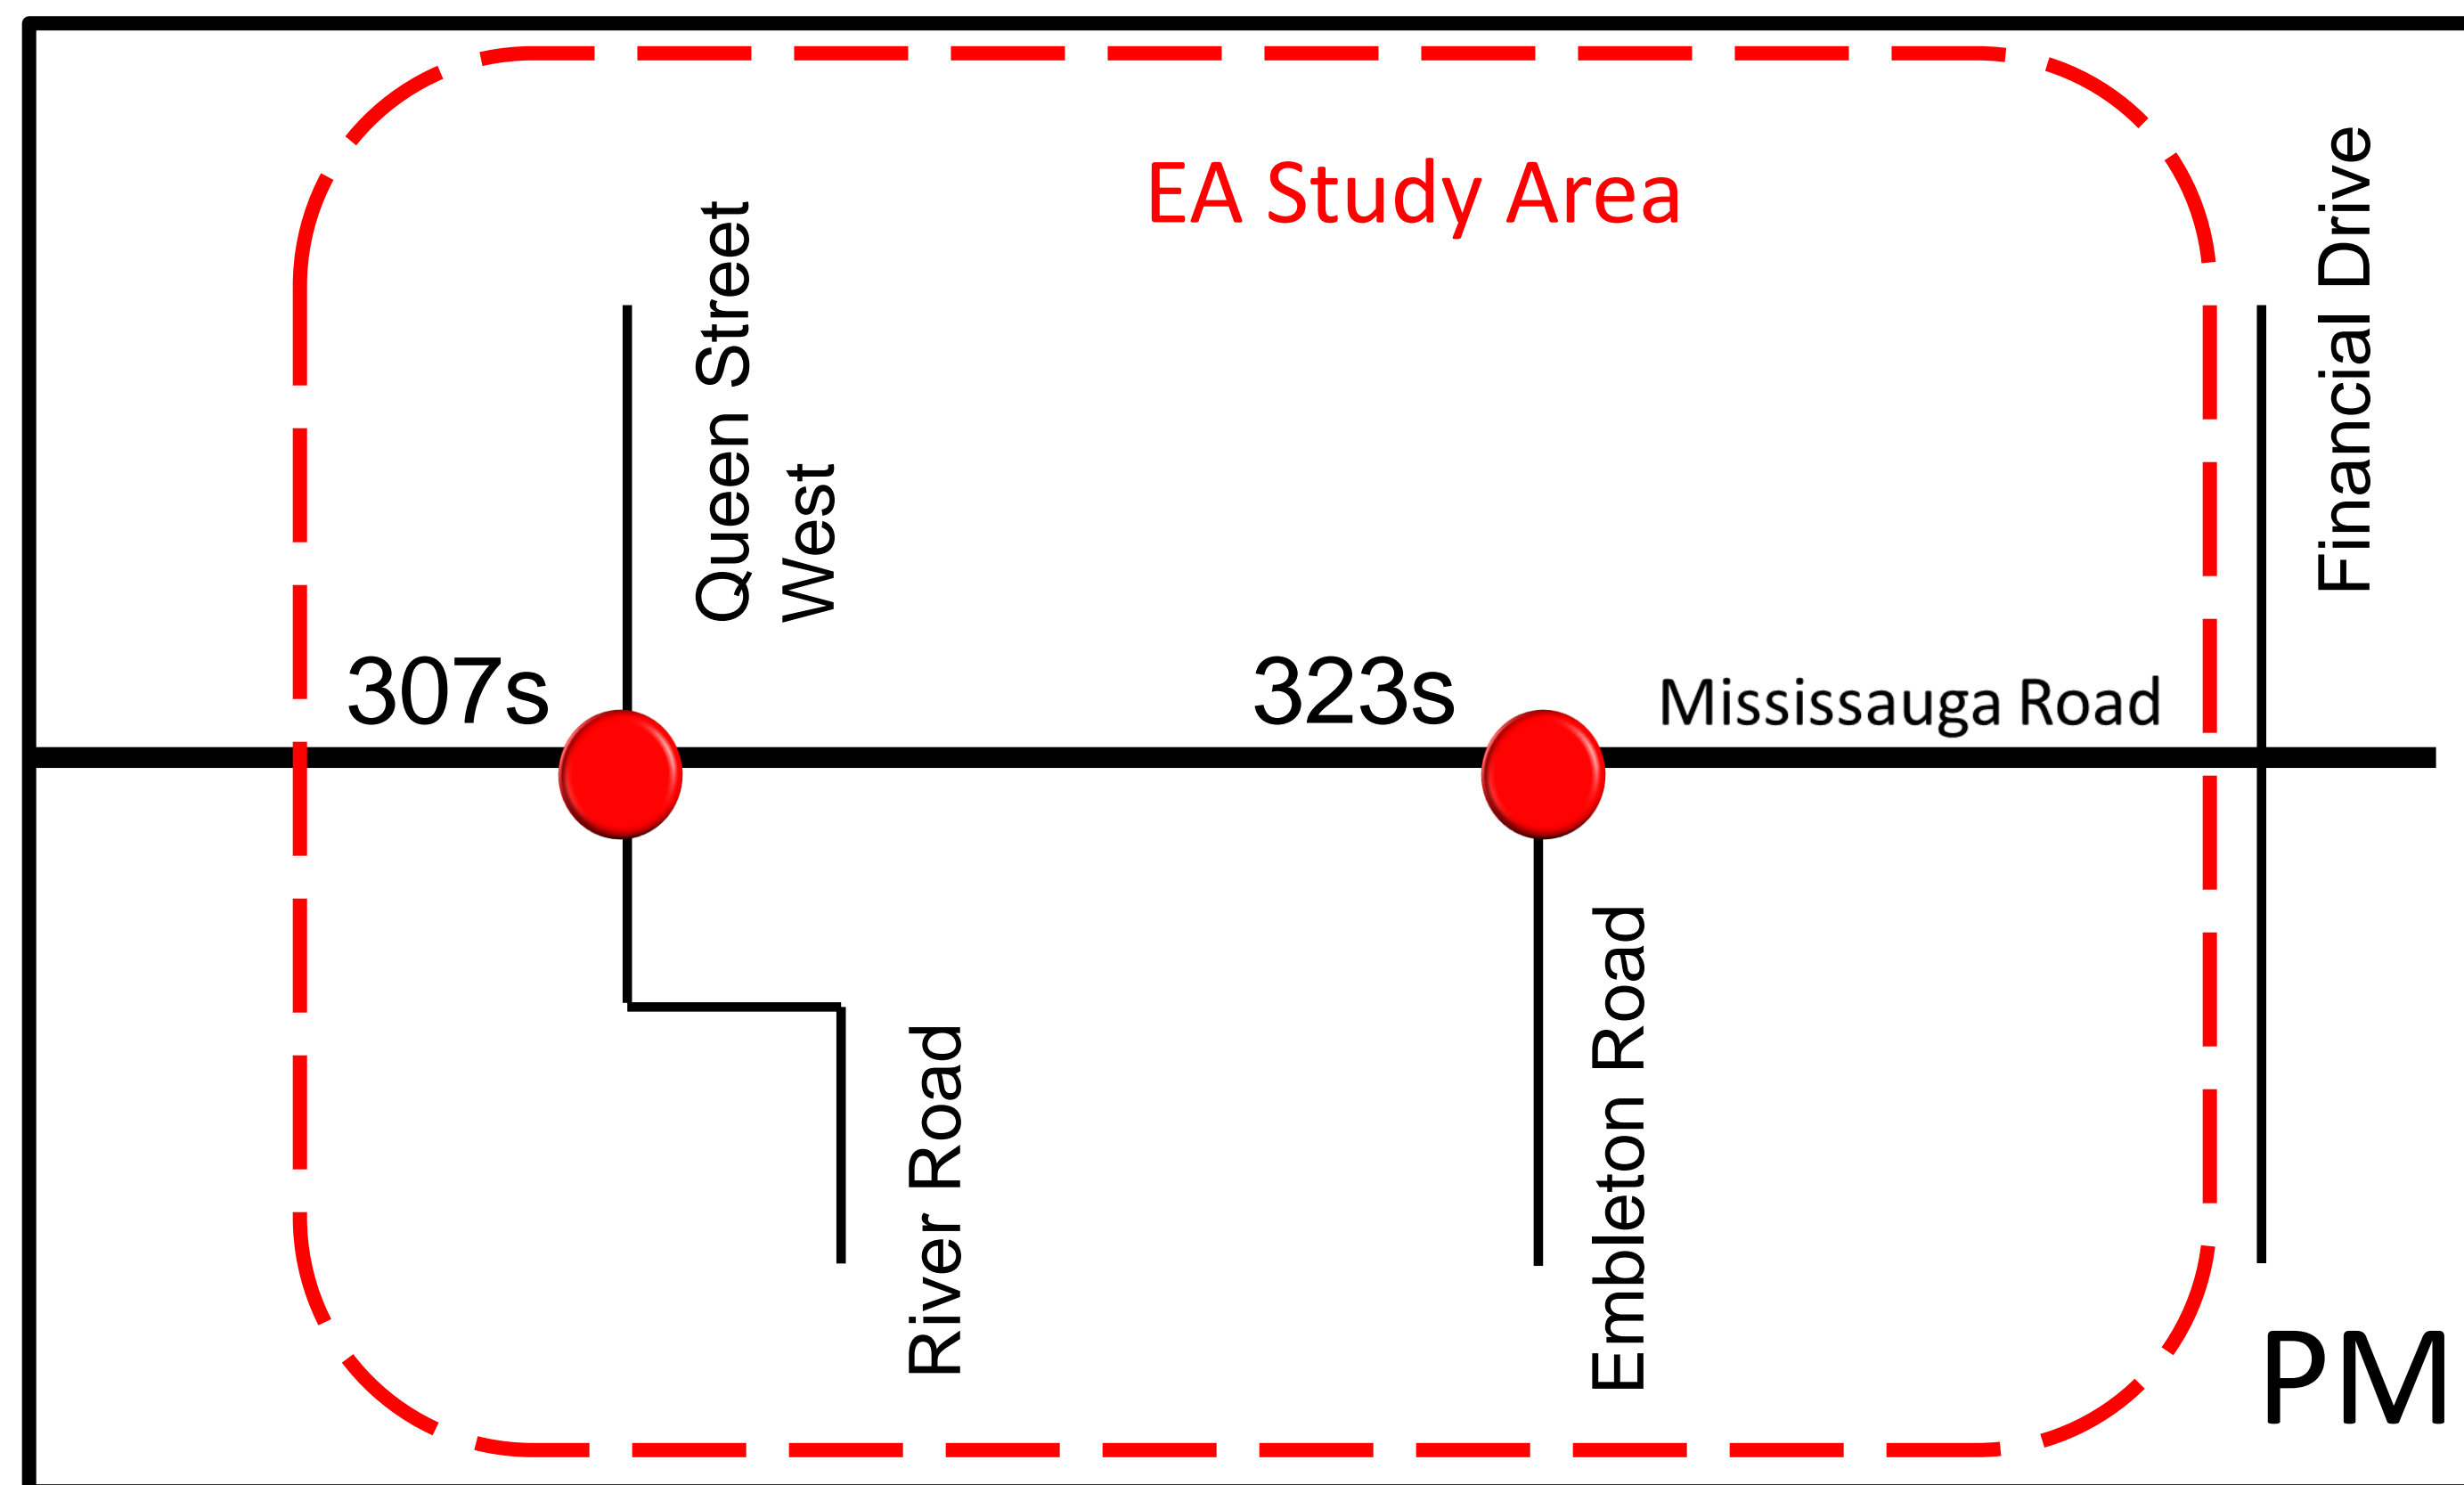 EA Study Area
Queen Street
West
Financial Drive
307s
323s
Mississauga Road
River Road
Embleton Road
PM